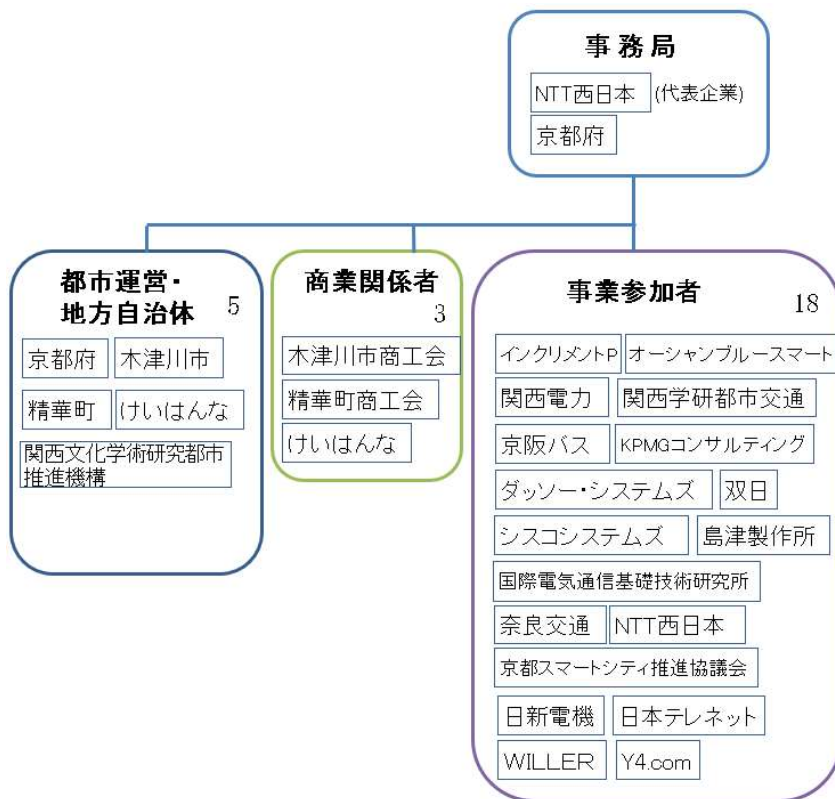 事務局
NTT西日本 (代表企業)
京都府
都市運営・
地方自治体 5
京都府 木津川市
精華町 けいはんな
関西文化学術研究都市
推進機構
商業関係者
3
木津川市商工会
精華町商工会
けいはんな
事業参加者
18
インクリメントP オーシャンブルースマート
関西電力 関西学研都市交通
京阪バス KPMGコンサルティング
ダッソー・システムズ 双日
シスコシステムズ 島津製作所
国際電気通信基礎技術研究所
奈良交通 NTT西日本
京都スマートシティ推進協議会
日新電機 日本テレネット
WILLER Y4.com